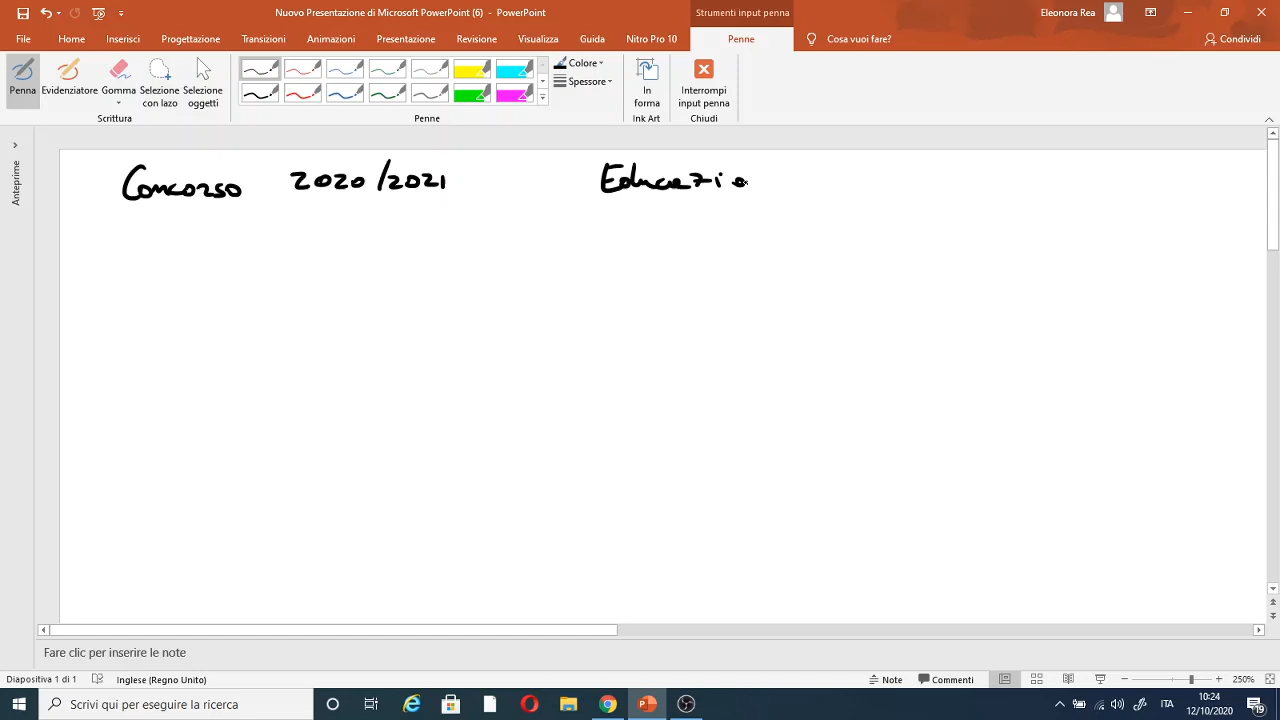 Nuovo Presentazione di Microsoft PowerPoint (6) - PowerPoint
Strumenti input penna
Eleonora Rea
File Home Inserisci Progettazione Transizioni Animazioni Presentazione Revisione Visualizza Guida Nitro Pro 10 Penne Cosa vuoi fare? Condividi
Penna Evidenziatore Gomma Selezione con lazo Selezione oggetti
Colore
Spessore
In forma
Interrompi input penna
Scrittura Penne Ink Art Chiudi
Anteprime
Concorso 2020/2021 Educazio
Fare clic per inserire le note
Diapositiva 1 di 1 Inglese (Regno Unito) Note Commenti 250%
Scrivi qui per eseguire la ricerca
ITA
10:24
12/10/2020
19